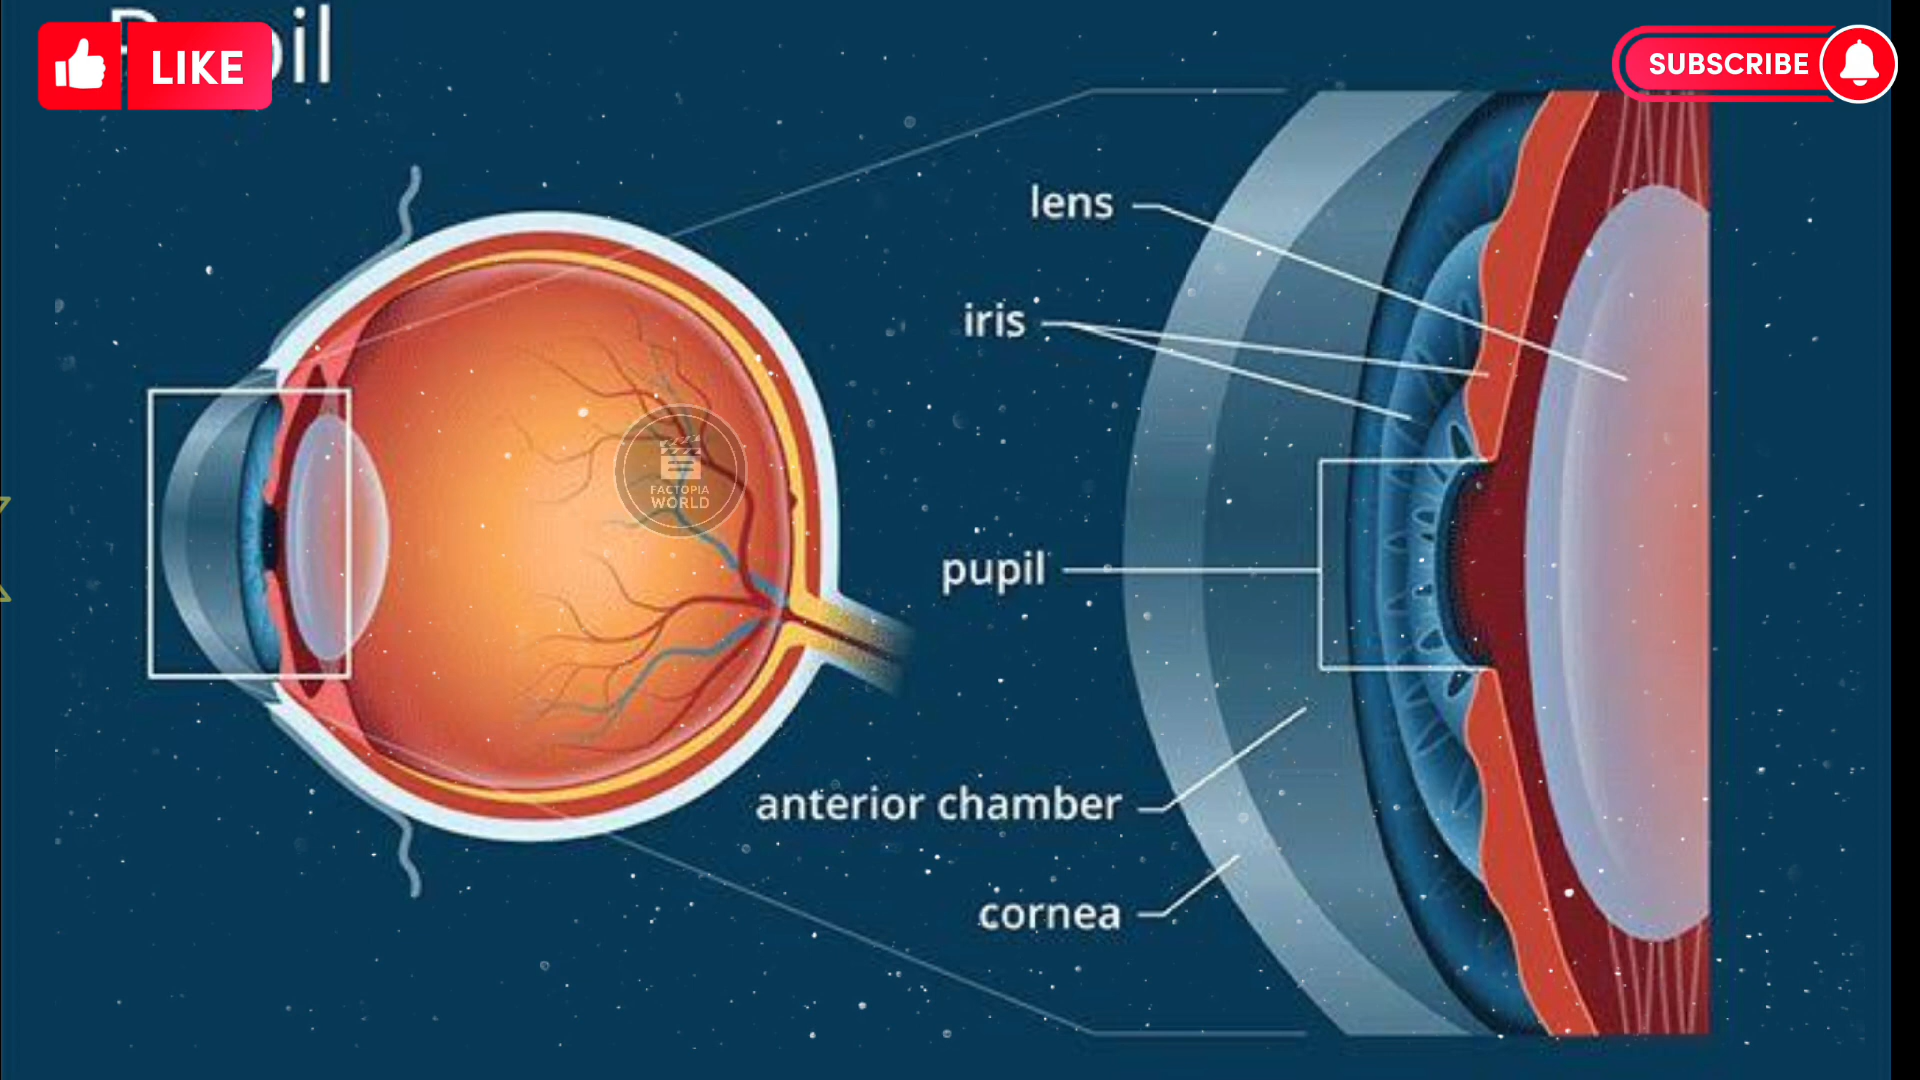 LIKE
SUBSCRIBE
lens
iris
FACTOPIA
WORLD
pupil
anterior chamber
cornea